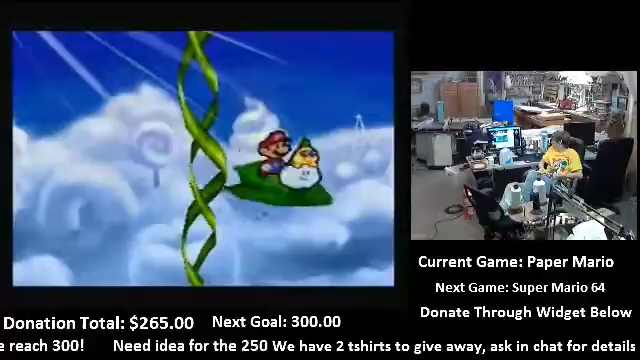 Current Game: Paper Mario
Next Game: Super Mario 64
Donate Through Widget Below
Donation Total: $265.00 Next Goal: 300.00
e reach 300! Need idea for the 250 We have 2 tshirts to give away, ask in chat for details